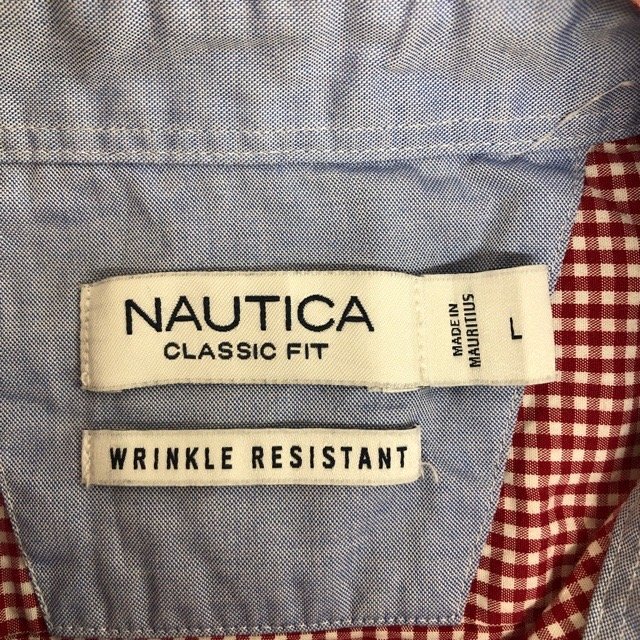 NAUTICA
CLASSIC FIT
MADE IN
MAURITIUS
L
WRINKLE RESISTANT